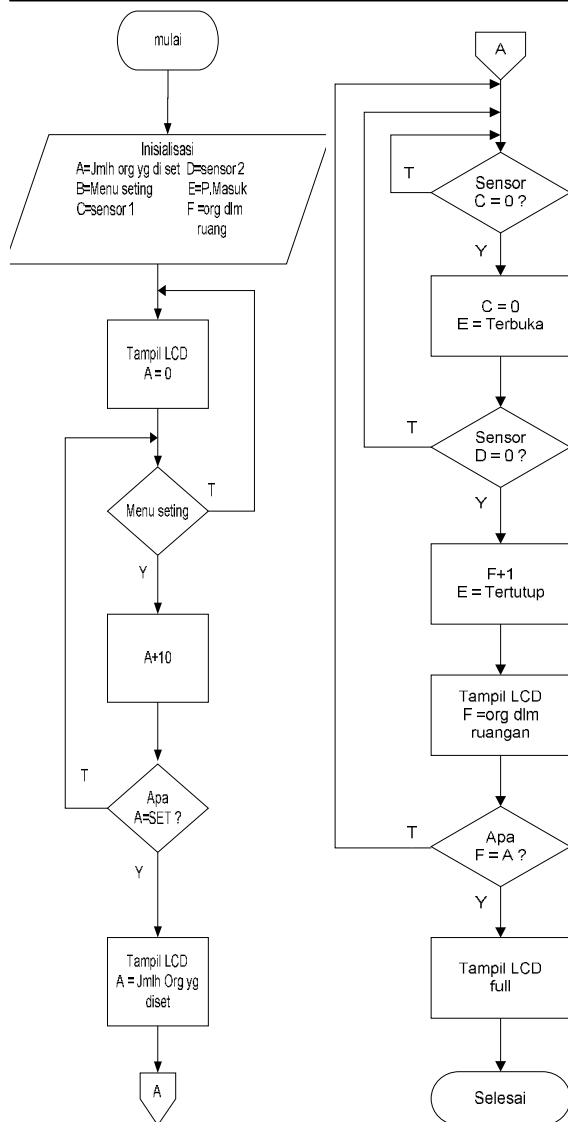 mulai
Inisialisasi
A=Jmlh org yg di set D=sensor2
B=Menu seting E=P.Masuk
C=sensor1 F =org dlm
ruang
Tampil LCD
A = 0
Menu seting
T
Y
A+10
Apa
A=SET ?
T
Y
Tampil LCD
A = Jmlh Org yg
diset
A
A
Sensor
C = 0 ?
T
Y
C = 0
E = Terbuka
Sensor
D = 0 ?
T
Y
F+1
E = Tertutup
Tampil LCD
F =org dlm
ruangan
Apa
F = A ?
T
Y
Tampil LCD
full
Selesai